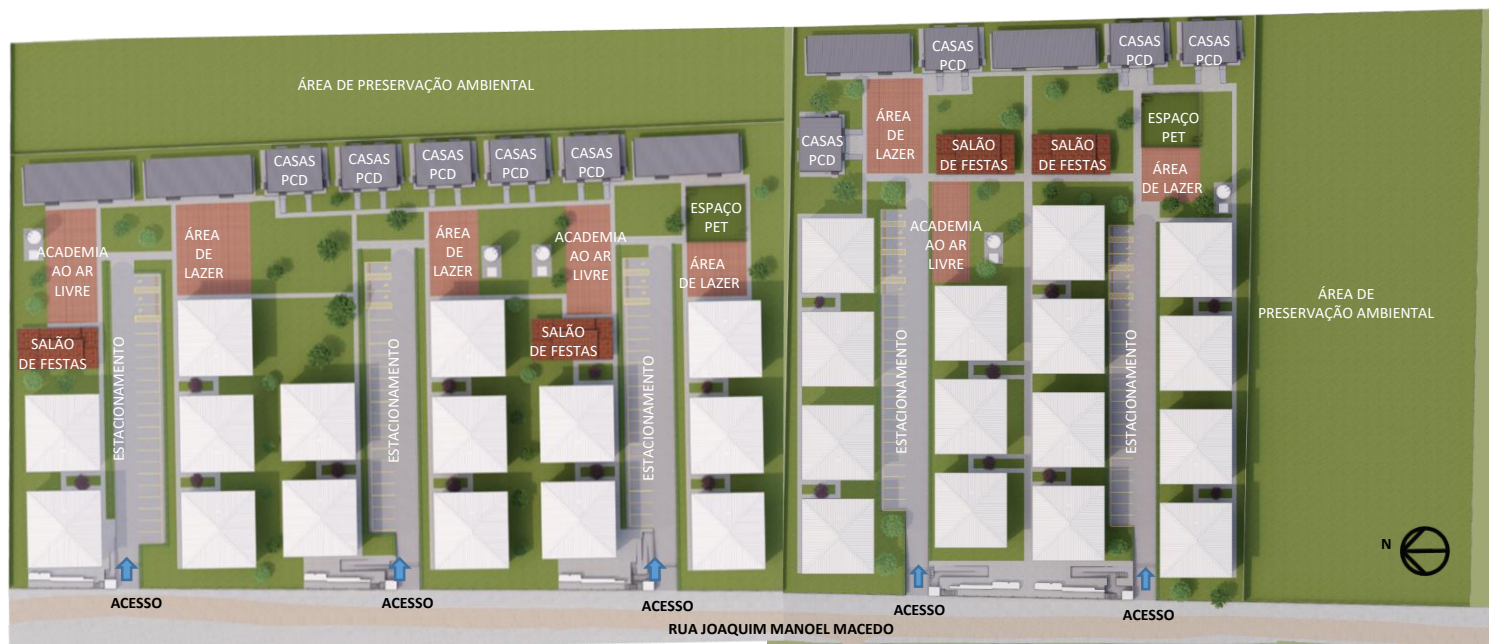 ÁREA DE PRESERVAÇÃO AMBIENTAL
CASAS
PCD
CASAS
PCD
CASAS
PCD
CASAS
PCD
CASAS
PCD
CASAS
PCD
CASAS
PCD
CASAS
PCD
CASAS
PCD
ÁREA
DE
LAZER
SALÃO
DE FESTAS
SALÃO
DE FESTAS
ESPAÇO
PET
ÁREA
DE LAZER
ACADEMIA
AO AR
LIVRE
ÁREA
DE
LAZER
ÁREA
DE
LAZER
ACADEMIA
AO AR
LIVRE
ESPAÇO
PET
ÁREA
DE LAZER
ACADEMIA
AO AR
LIVRE
SALÃO
DE FESTAS
SALÃO
DE FESTAS
ESTACIONAMENTO
ESTACIONAMENTO
ESTACIONAMENTO
ESTACIONAMENTO
ESTACIONAMENTO
ÁREA DE
PRESERVAÇÃO AMBIENTAL
N
ACESSO
ACESSO
ACESSO
ACESSO
ACESSO
RUA JOAQUIM MANOEL MACEDO